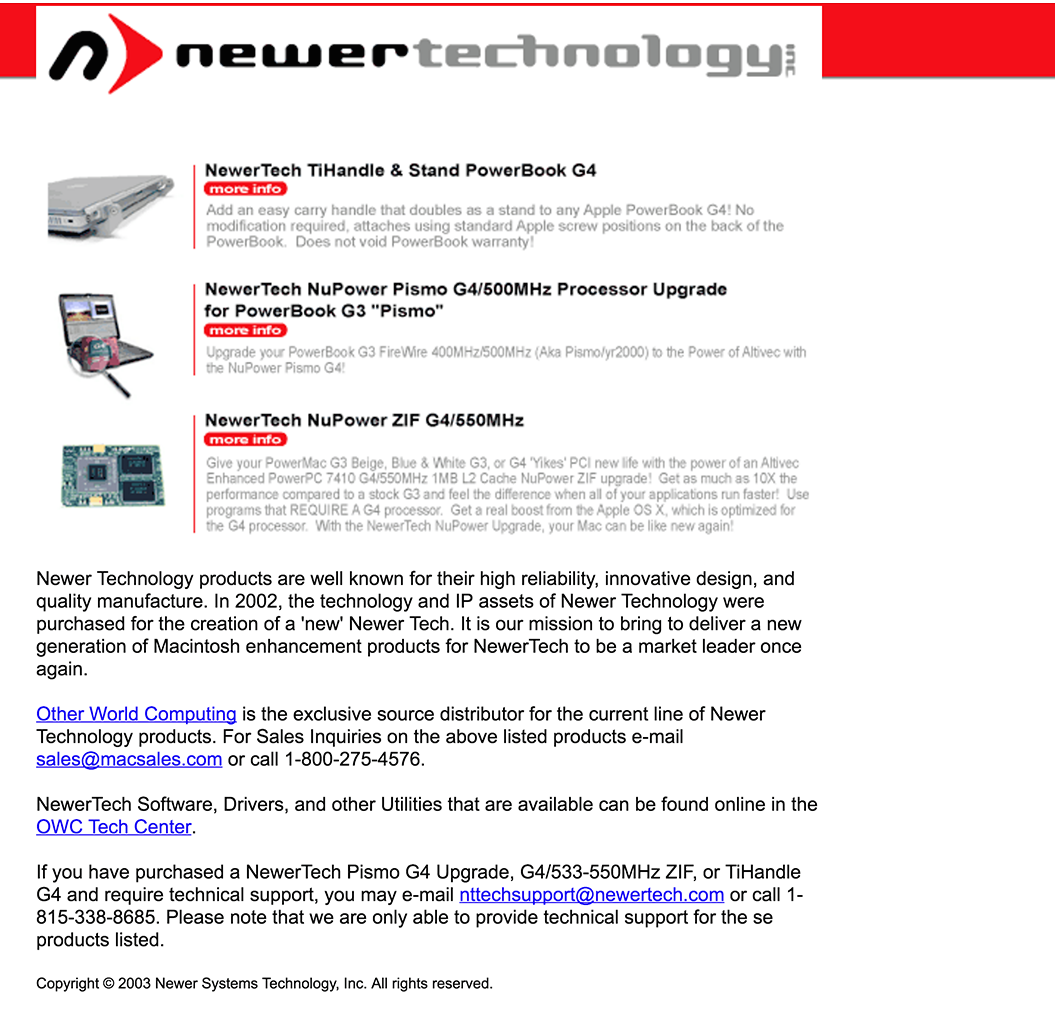 newertechnology inc
NewerTech TiHandle & Stand PowerBook G4
more info
Add an easy carry handle that doubles as a stand to any Apple PowerBook G4! No
modification required, attaches using standard Apple screw positions on the back of the
PowerBook. Does not void PowerBook warranty!
NewerTech NuPower Pismo G4/500MHz Processor Upgrade
for PowerBook G3 "Pismo"
more info
Upgrade your PowerBook G3 FireWire 400MHz/500MHz (Aka Pismo/yr2000) to the Power of Altivec with
the NuPower Pismo G4!
NewerTech NuPower ZIF G4/550MHz
more info
Give your PowerMac G3 Beige, Blue & White G3, or G4 'Yikes' PCI new life with the power of an Altivec
Enhanced PowerPC 7410 G4/550MHz 1MB L2 Cache NuPower ZIF upgrade! Get as much as 10X the
performance compared to a stock G3 and feel the difference when all of your applications run faster! Use
programs that REQUIRE A G4 processor. Get a real boost from the Apple OS X, which is optimized for
the G4 processor. With the NewerTech NuPower Upgrade, your Mac can be like new again!
Newer Technology products are well known for their high reliability, innovative design, and
quality manufacture. In 2002, the technology and IP assets of Newer Technology were
purchased for the creation of a 'new' Newer Tech. It is our mission to bring to deliver a new
generation of Macintosh enhancement products for NewerTech to be a market leader once
again.
Other World Computing is the exclusive source distributor for the current line of Newer
Technology products. For Sales Inquiries on the above listed products e-mail
sales@macsales.com or call 1-800-275-4576.
NewerTech Software, Drivers, and other Utilities that are available can be found online in the
OWC Tech Center.
If you have purchased a NewerTech Pismo G4 Upgrade, G4/533-550MHz ZIF, or TiHandle
G4 and require technical support, you may e-mail nttechsupport@newertech.com or call 1-
815-338-8685. Please note that we are only able to provide technical support for the se
products listed.
Copyright © 2003 Newer Systems Technology, Inc. All rights reserved.